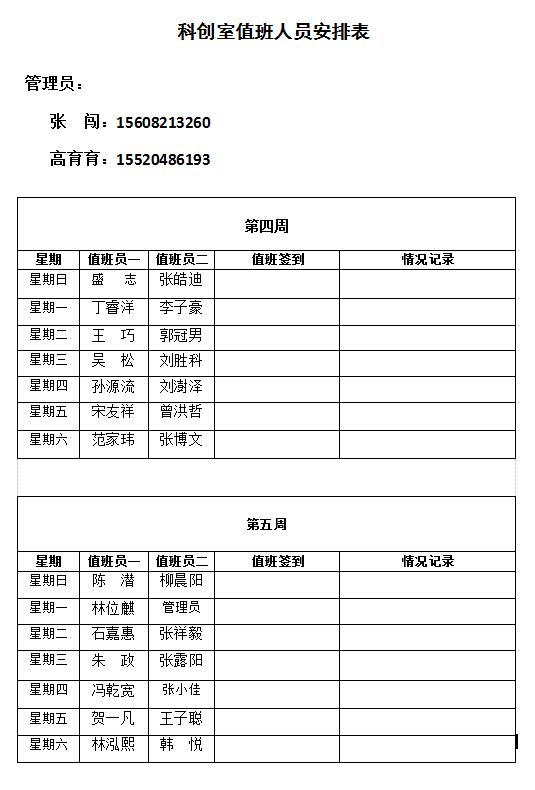 科创室值班人员安排表
管理员：
张　闯：15608213260
高育育：15520486193
第四周
星期 值班员一 值班员二 值班签到 情况记录
星期日 盛　志 张皓迪
星期一 丁睿洋 李子豪
星期二 王　巧 郭冠男
星期三 吴　松 刘胜科
星期四 孙源流 刘澍泽
星期五 宋友祥 曾洪哲
星期六 范家玮 张博文
第五周
星期 值班员一 值班员二 值班签到 情况记录
星期日 陈　潜 柳晨阳
星期一 林位麒 管理员
星期二 石嘉惠 张祥毅
星期三 朱　政 张露阳
星期四 冯乾宽 张小佳
星期五 贺一凡 王子聪
星期六 林泓熙 韩　悦